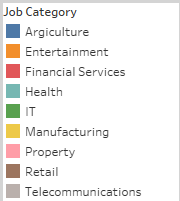 Job Category
Argiculture
Entertainment
Financial Services
Health
IT
Manufacturing
Property
Retail
Telecommunications